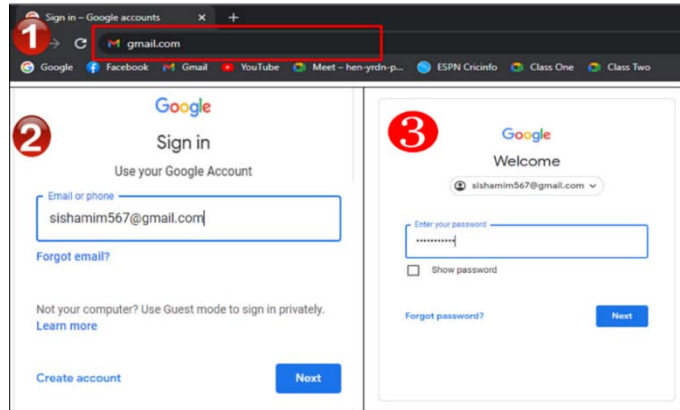 Sign in – Google accounts
1
gmail.com
Google Facebook Gmail YouTube Meet – hen-yrdn-p... ESPN Cricinfo Class One Class Two
2
Google
Sign in
Use your Google Account
Email or phone
sishamim567@gmail.com
Forgot email?
Not your computer? Use Guest mode to sign in privately.
Learn more
Create account Next
3
Google
Welcome
sishamim567@gmail.com
Enter your password
•••••••••••
Show password
Forgot password? Next